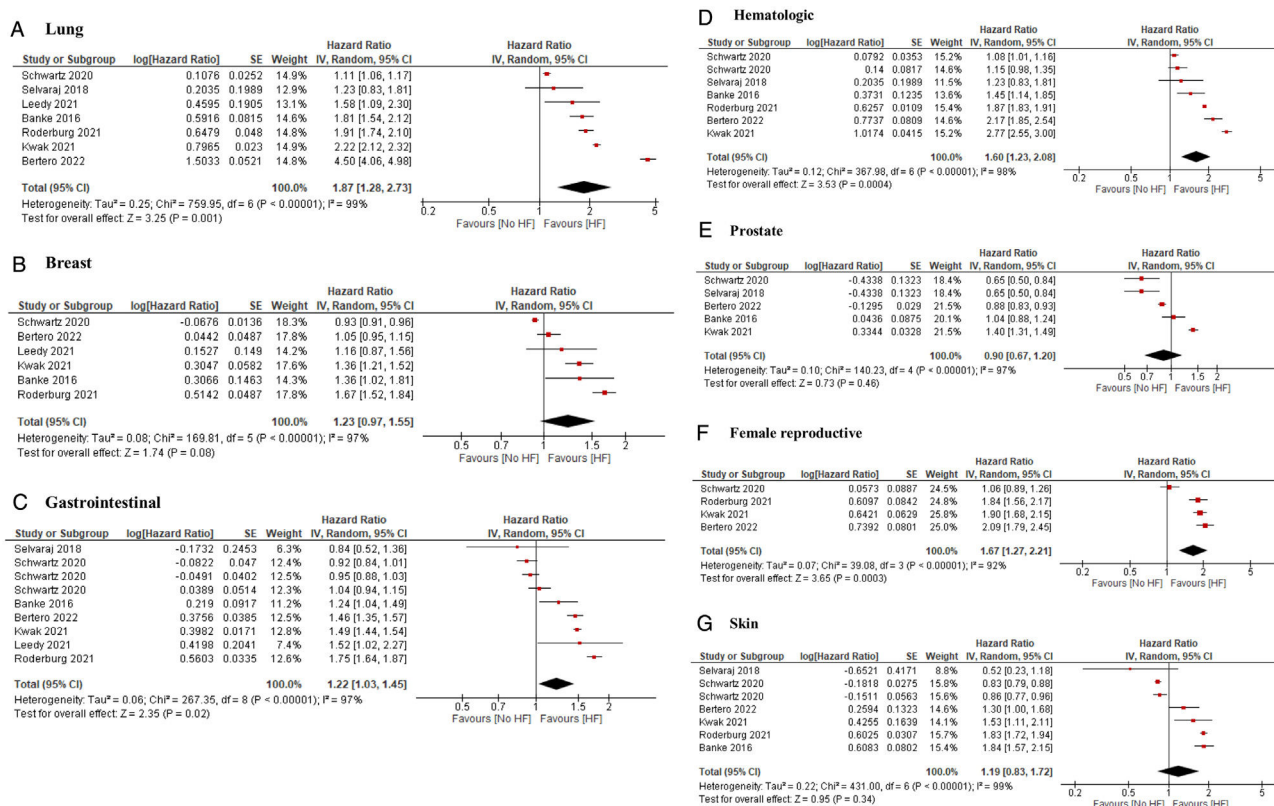 A Lung
Hazard Ratio Hazard Ratio
Study or Subgroup log[Hazard Ratio] SE Weight IV, Random, 95% CI IV, Random, 95% CI
Schwartz 2020 0.1076 0.0252 14.9% 1.11 [1.06, 1.17]
Selvaraj 2018 0.2035 0.1989 12.9% 1.23 [0.83, 1.81]
Leedy 2021 0.4595 0.1905 13.1% 1.58 [1.09, 2.30]
Banke 2016 0.5916 0.0815 14.6% 1.81 [1.54, 2.12]
Roderburg 2021 0.6479 0.048 14.8% 1.91 [1.74, 2.10]
Kwak 2021 0.7965 0.023 14.9% 2.22 [2.12, 2.32]
Bertero 2022 1.5033 0.0521 14.8% 4.50 [4.06, 4.98]
Total (95% CI) 100.0% 1.87 [1.28, 2.73]
Heterogeneity: Tau² = 0.25; Chi² = 759.95, df = 6 (P < 0.00001); I² = 99%
Test for overall effect: Z = 3.25 (P = 0.001)
0.2 0.5 1 2 5
Favours [No HF] Favours [HF]
B Breast
Hazard Ratio Hazard Ratio
Study or Subgroup log[Hazard Ratio] SE Weight IV, Random, 95% CI IV, Random, 95% CI
Schwartz 2020 -0.0676 0.0136 18.3% 0.93 [0.91, 0.96]
Bertero 2022 0.0442 0.0487 17.8% 1.05 [0.95, 1.15]
Leedy 2021 0.1527 0.149 14.2% 1.16 [0.87, 1.56]
Kwak 2021 0.3047 0.0582 17.6% 1.36 [1.21, 1.52]
Banke 2016 0.3066 0.1463 14.3% 1.36 [1.02, 1.81]
Roderburg 2021 0.5142 0.0487 17.8% 1.67 [1.52, 1.84]
Total (95% CI) 100.0% 1.23 [0.97, 1.55]
Heterogeneity: Tau² = 0.08; Chi² = 169.81, df = 5 (P < 0.00001); I² = 97%
Test for overall effect: Z = 1.74 (P = 0.08)
0.5 0.7 1 1.5 2
Favours [No HF] Favours [HF]
C Gastrointestinal
Hazard Ratio Hazard Ratio
Study or Subgroup log[Hazard Ratio] SE Weight IV, Random, 95% CI IV, Random, 95% CI
Selvaraj 2018 -0.1732 0.2453 6.3% 0.84 [0.52, 1.36]
Schwartz 2020 -0.0822 0.047 12.4% 0.92 [0.84, 1.01]
Schwartz 2020 -0.0491 0.0402 12.5% 0.95 [0.88, 1.03]
Schwartz 2020 0.0389 0.0514 12.3% 1.04 [0.94, 1.15]
Banke 2016 0.219 0.0917 11.2% 1.24 [1.04, 1.49]
Bertero 2022 0.3756 0.0385 12.5% 1.46 [1.35, 1.57]
Kwak 2021 0.3982 0.0171 12.8% 1.49 [1.44, 1.54]
Leedy 2021 0.4198 0.2041 7.4% 1.52 [1.02, 2.27]
Roderburg 2021 0.5603 0.0335 12.6% 1.75 [1.64, 1.87]
Total (95% CI) 100.0% 1.22 [1.03, 1.45]
Heterogeneity: Tau² = 0.06; Chi² = 267.35, df = 8 (P < 0.00001); I² = 97%
Test for overall effect: Z = 2.35 (P = 0.02)
0.5 0.7 1 1.5 2
Favours [No HF] Favours [HF]
D Hematologic
Hazard Ratio Hazard Ratio
Study or Subgroup log[Hazard Ratio] SE Weight IV, Random, 95% CI IV, Random, 95% CI
Schwartz 2020 0.0792 0.0353 15.2% 1.08 [1.01, 1.16]
Schwartz 2020 0.14 0.0817 14.6% 1.15 [0.98, 1.35]
Selvaraj 2018 0.2035 0.1989 11.9% 1.23 [0.83, 1.81]
Banke 2016 0.3731 0.1235 13.6% 1.45 [1.14, 1.85]
Roderburg 2021 0.6257 0.0109 15.4% 1.87 [1.83, 1.91]
Bertero 2022 0.7737 0.0809 14.6% 2.17 [1.85, 2.54]
Kwak 2021 1.0174 0.0415 15.2% 2.77 [2.55, 3.00]
Total (95% CI) 100.0% 1.60 [1.23, 2.08]
Heterogeneity: Tau² = 0.12; Chi² = 367.98, df = 6 (P < 0.00001); I² = 98%
Test for overall effect: Z = 3.53 (P = 0.0004)
0.2 0.5 1 2 5
Favours [No HF] Favours [HF]
E Prostate
Hazard Ratio Hazard Ratio
Study or Subgroup log[Hazard Ratio] SE Weight IV, Random, 95% CI IV, Random, 95% CI
Schwartz 2020 -0.4338 0.1323 18.4% 0.65 [0.50, 0.84]
Selvaraj 2018 -0.4338 0.1323 18.4% 0.65 [0.50, 0.84]
Bertero 2022 -0.1295 0.029 21.5% 0.88 [0.83, 0.93]
Banke 2016 0.0436 0.0875 20.1% 1.04 [0.88, 1.24]
Kwak 2021 0.3344 0.0328 21.5% 1.40 [1.31, 1.49]
Total (95% CI) 100.0% 0.90 [0.67, 1.20]
Heterogeneity: Tau² = 0.10; Chi² = 140.23, df = 4 (P < 0.00001); I² = 97%
Test for overall effect: Z = 0.73 (P = 0.46)
0.5 0.7 1 1.5 2
Favours [No HF] Favours [HF]
F Female reproductive
Hazard Ratio Hazard Ratio
Study or Subgroup log[Hazard Ratio] SE Weight IV, Random, 95% CI IV, Random, 95% CI
Schwartz 2020 0.0573 0.0887 24.5% 1.06 [0.89, 1.26]
Roderburg 2021 0.6097 0.0842 24.8% 1.84 [1.56, 2.17]
Kwak 2021 0.6421 0.0629 25.8% 1.90 [1.68, 2.15]
Bertero 2022 0.7392 0.0801 25.0% 2.09 [1.79, 2.45]
Total (95% CI) 100.0% 1.67 [1.27, 2.21]
Heterogeneity: Tau² = 0.07; Chi² = 39.08, df = 3 (P < 0.00001); I² = 92%
Test for overall effect: Z = 3.65 (P = 0.0003)
0.2 0.5 1 2 5
Favours [No HF] Favours [HF]
G Skin
Hazard Ratio Hazard Ratio
Study or Subgroup log[Hazard Ratio] SE Weight IV, Random, 95% CI IV, Random, 95% CI
Selvaraj 2018 -0.6521 0.4171 8.8% 0.52 [0.23, 1.18]
Schwartz 2020 -0.1818 0.0275 15.8% 0.83 [0.79, 0.88]
Schwartz 2020 -0.1511 0.0563 15.6% 0.86 [0.77, 0.96]
Bertero 2022 0.2594 0.1323 14.6% 1.30 [1.00, 1.68]
Kwak 2021 0.4255 0.1639 14.1% 1.53 [1.11, 2.11]
Roderburg 2021 0.6025 0.0307 15.7% 1.83 [1.72, 1.94]
Banke 2016 0.6083 0.0802 15.4% 1.84 [1.57, 2.15]
Total (95% CI) 100.0% 1.19 [0.83, 1.72]
Heterogeneity: Tau² = 0.22; Chi² = 431.00, df = 6 (P < 0.00001); I² = 99%
Test for overall effect: Z = 0.95 (P = 0.34)
0.2 0.5 1 2 5
Favours [No HF] Favours [HF]